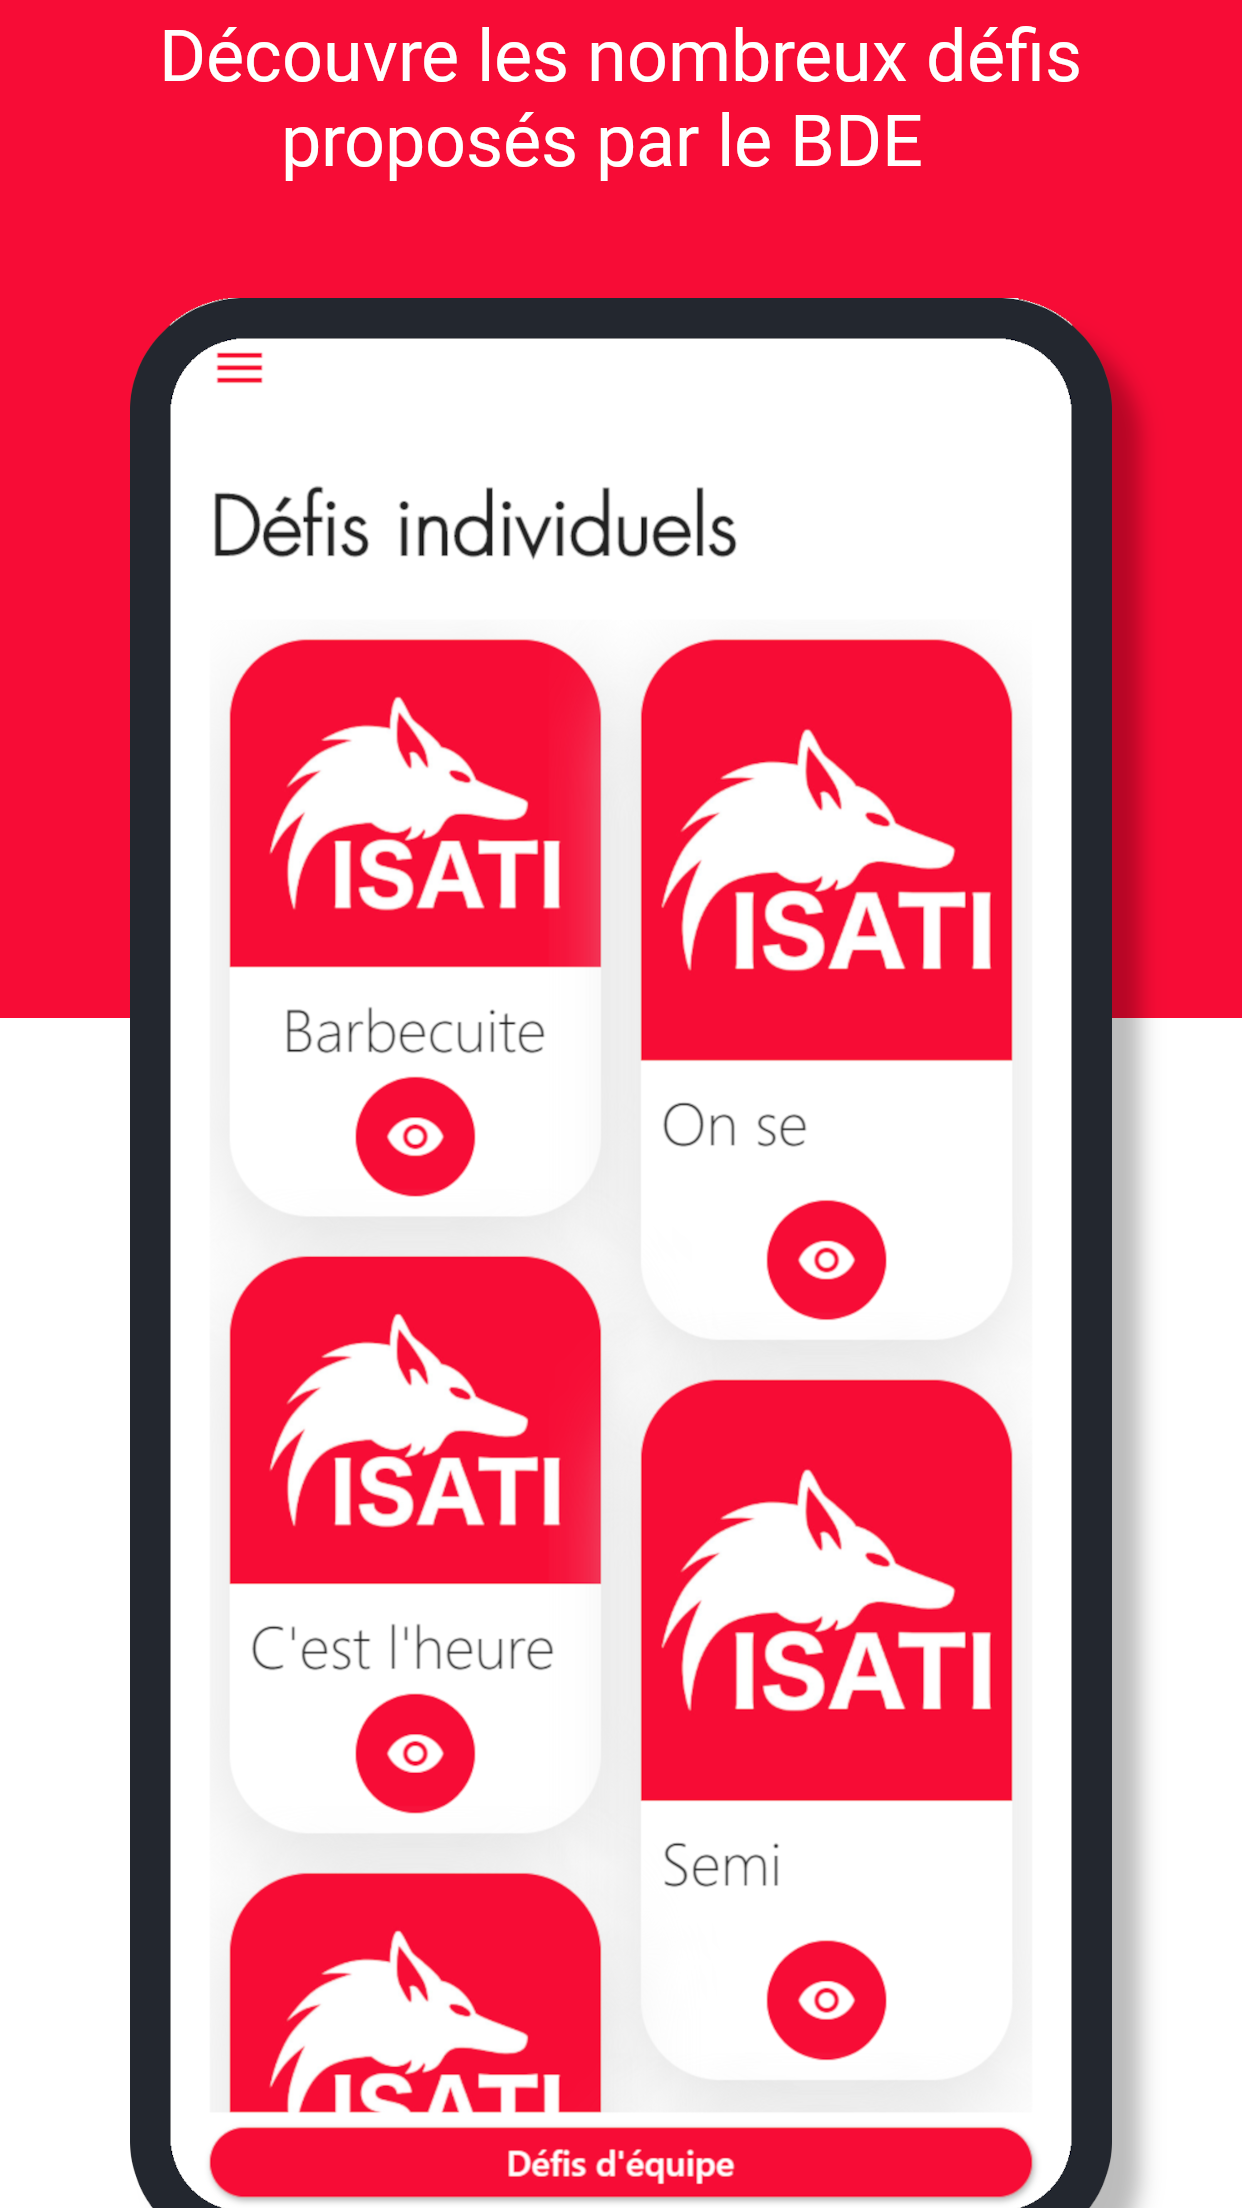 Découvre les nombreux défis
proposés par le BDE
Défis individuels
ISATI
Barbecuite
ISATI
On se
ISATI
C'est l'heure
ISATI
Semi
ISATI
Défis d'équipe